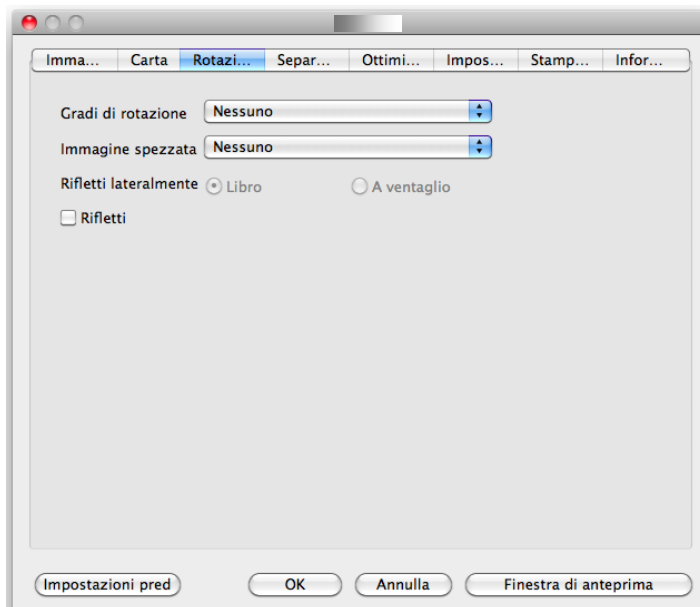 Imma... Carta Rotazi... Separ... Ottimi... Impos... Stamp... Infor...
Gradi di rotazione Nessuno
Immagine spezzata Nessuno
Rifletti lateralmente Libro A ventaglio
Rifletti
Impostazioni pred OK Annulla Finestra di anteprima